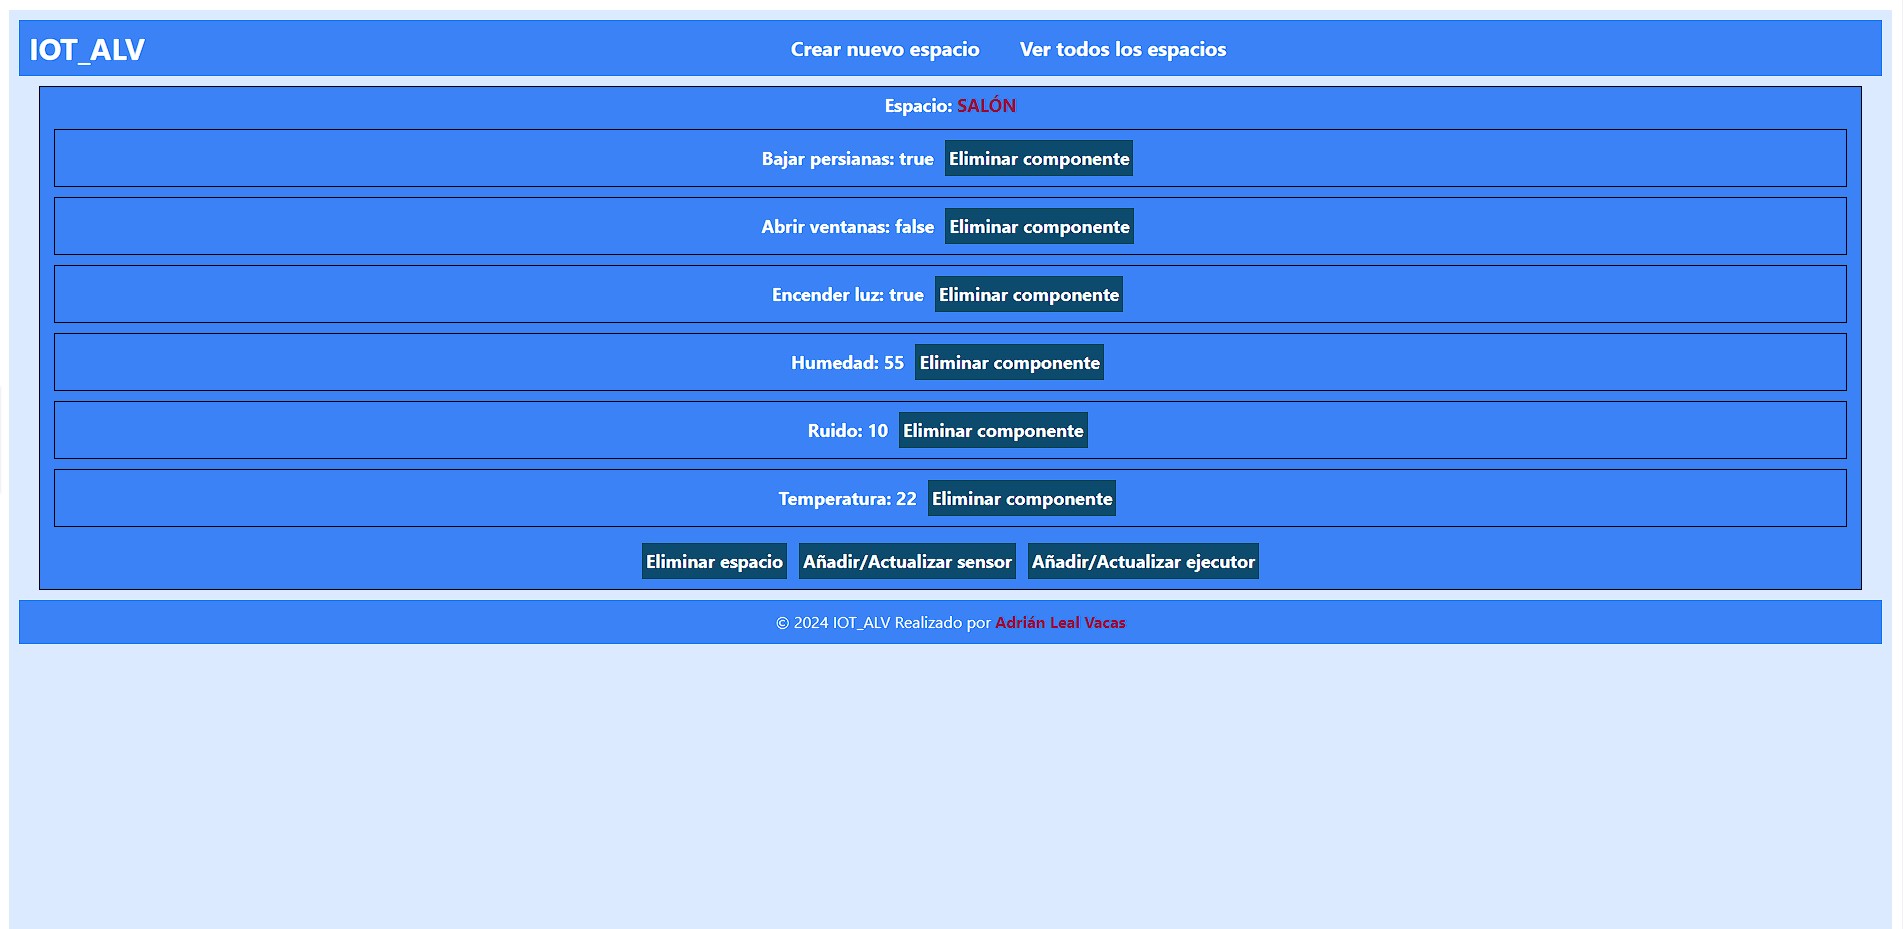 IOT_ALV Crear nuevo espacio Ver todos los espacios
Espacio: SALÓN
Bajar persianas: true Eliminar componente
Abrir ventanas: false Eliminar componente
Encender luz: true Eliminar componente
Humedad: 55 Eliminar componente
Ruido: 10 Eliminar componente
Temperatura: 22 Eliminar componente
Eliminar espacio Añadir/Actualizar sensor Añadir/Actualizar ejecutor
© 2024 IOT_ALV Realizado por Adrián Leal Vacas